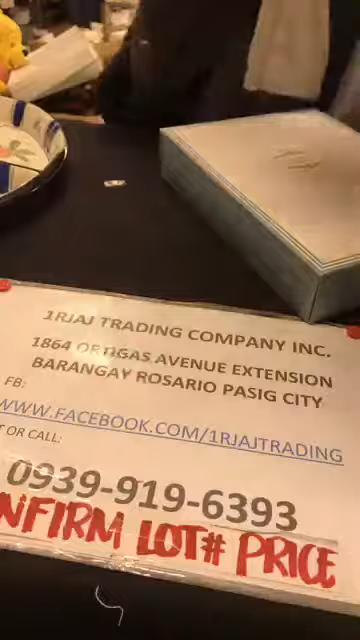 1RJAJ TRADING COMPANY INC.
1864 ORTIGAS AVENUE EXTENSION
BARANGAY ROSARIO PASIG CITY
FB:
WWW.FACEBOOK.COM/1RJAJTRADING
T OR CALL:
0939-919-6393
NFIRM LOT# PRICE